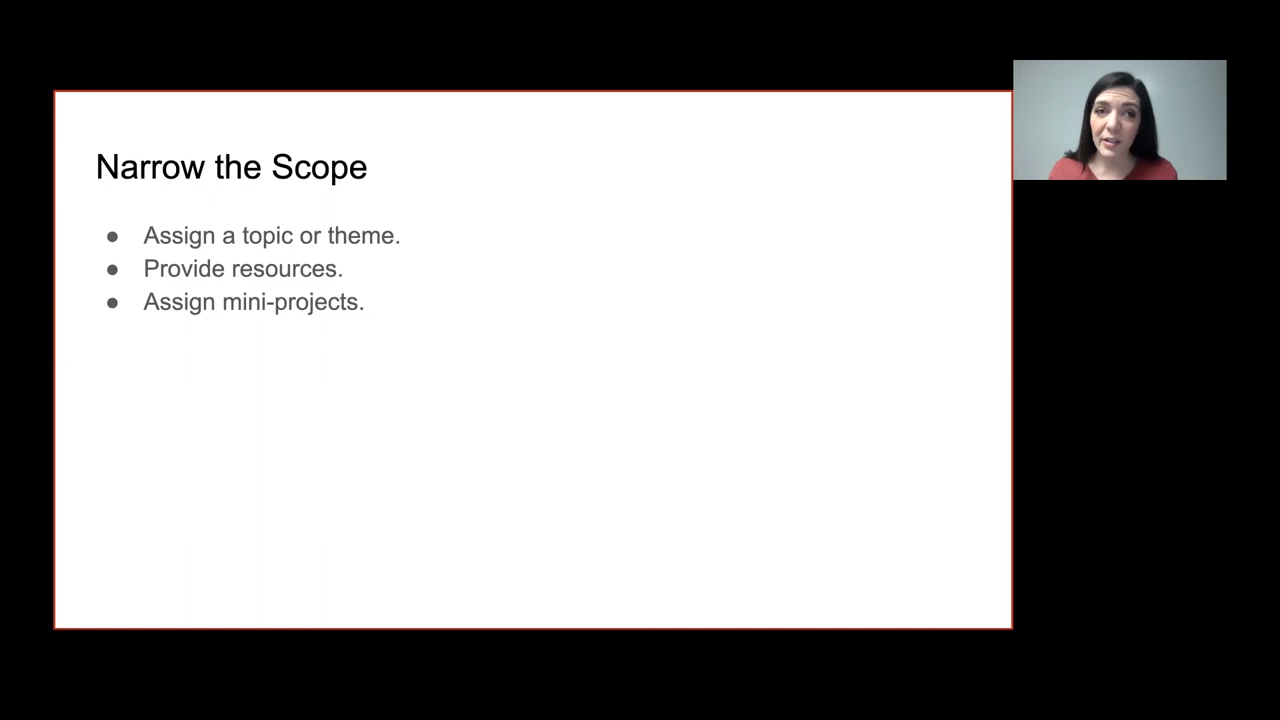 Narrow the Scope
● Assign a topic or theme.
● Provide resources.
● Assign mini-projects.